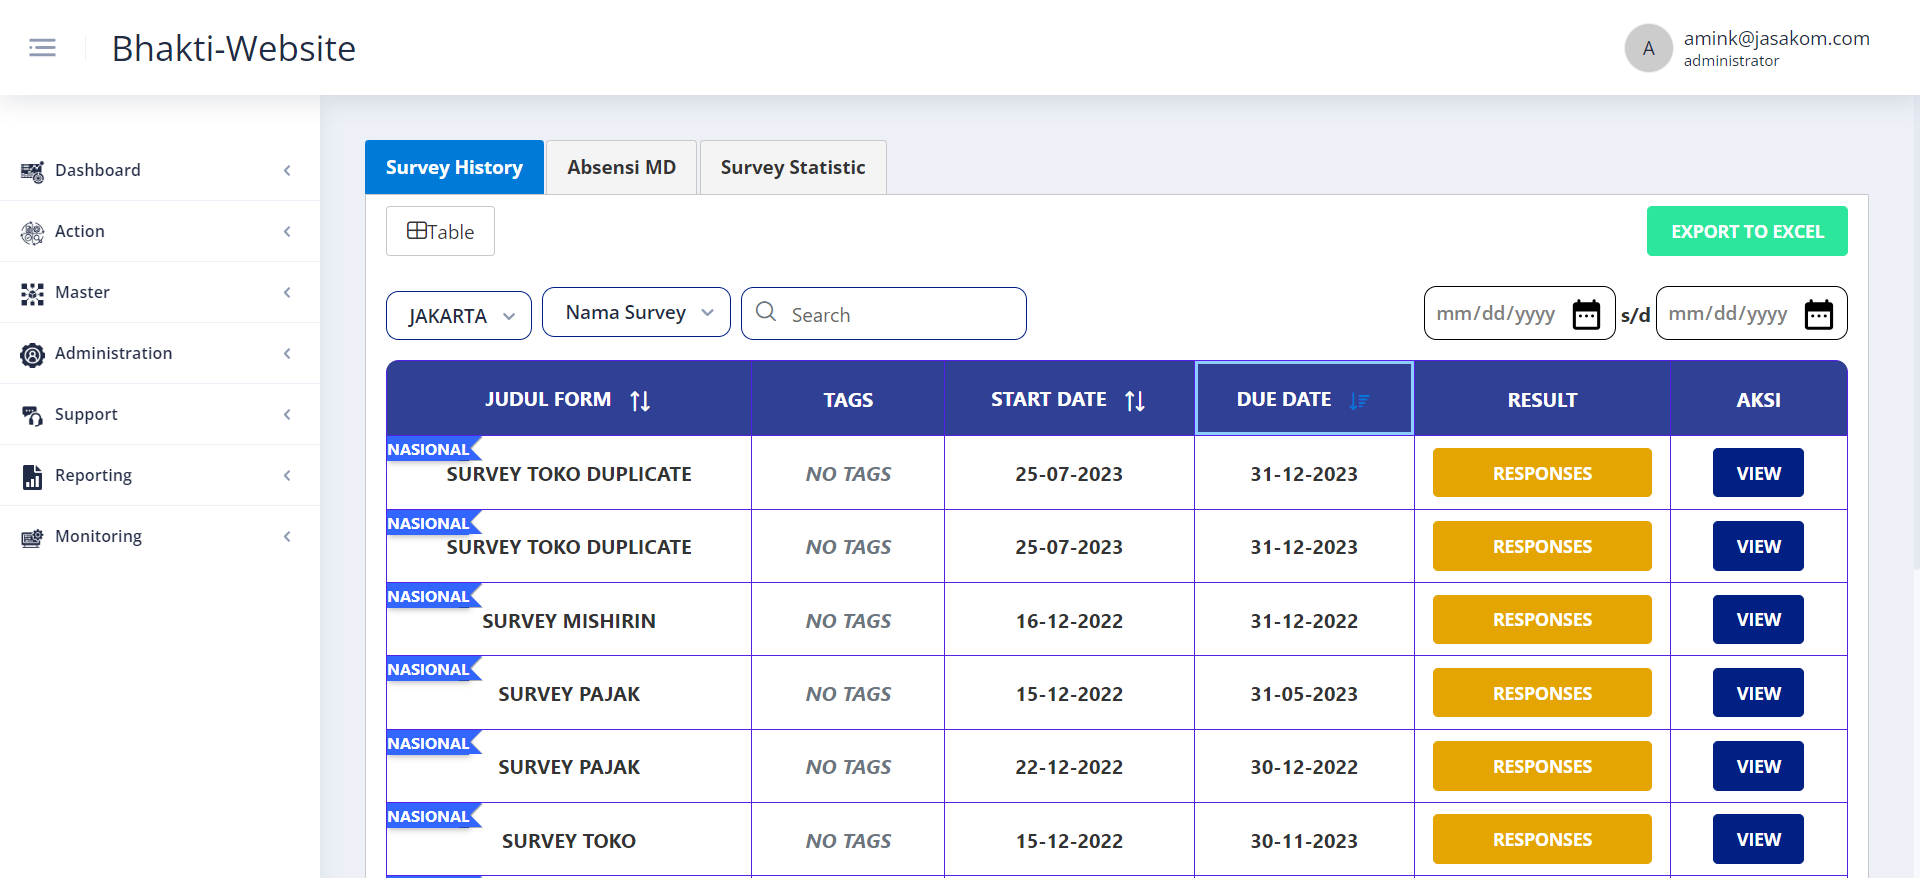 Bhakti-Website
A
amink@jasakom.com
administrator
Dashboard
Action
Master
Administration
Support
Reporting
Monitoring
Survey History Absensi MD Survey Statistic
Table
EXPORT TO EXCEL
JAKARTA Nama Survey Search mm/dd/yyyy s/d mm/dd/yyyy
JUDUL FORM TAGS START DATE DUE DATE RESULT AKSI
NASIONAL
SURVEY TOKO DUPLICATE NO TAGS 25-07-2023 31-12-2023 RESPONSES VIEW
NASIONAL
SURVEY TOKO DUPLICATE NO TAGS 25-07-2023 31-12-2023 RESPONSES VIEW
NASIONAL
SURVEY MISHIRIN NO TAGS 16-12-2022 31-12-2022 RESPONSES VIEW
NASIONAL
SURVEY PAJAK NO TAGS 15-12-2022 31-05-2023 RESPONSES VIEW
NASIONAL
SURVEY PAJAK NO TAGS 22-12-2022 30-12-2022 RESPONSES VIEW
NASIONAL
SURVEY TOKO NO TAGS 15-12-2022 30-11-2023 RESPONSES VIEW